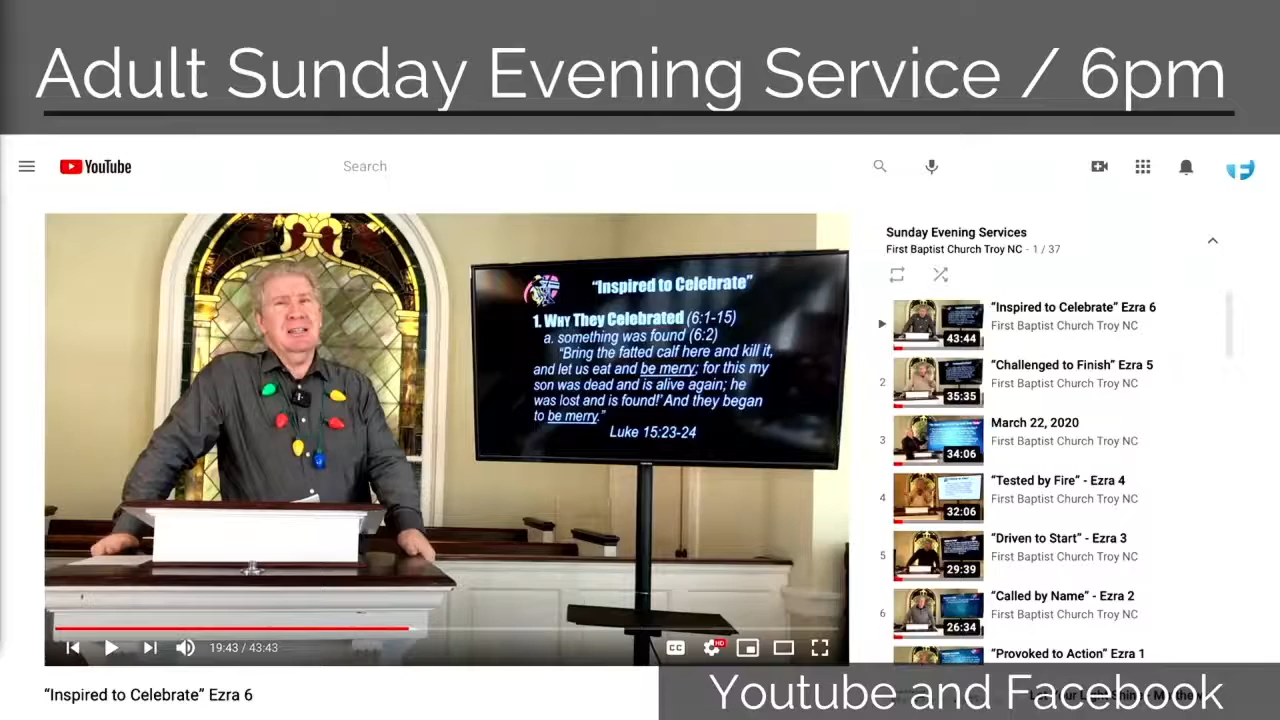 Adult Sunday Evening Service / 6pm
YouTube
Search
"Inspired to Celebrate"
1. WHY They Celebrated (6:1-15)
a. something was found (6:2)
"Bring the fatted calf here and kill it,
and let us eat and be merry; for this my
son was dead and is alive again; he
was lost and is found!' And they began
to be merry."
Luke 15:23-24
19:43 / 43:43
CC
HD
"Inspired to Celebrate" Ezra 6
Sunday Evening Services
First Baptist Church Troy NC - 1 / 37
43:44
"Inspired to Celebrate" Ezra 6
First Baptist Church Troy NC
2
35:35
"Challenged to Finish" Ezra 5
First Baptist Church Troy NC
3
34:06
March 22, 2020
First Baptist Church Troy NC
4
32:06
"Tested by Fire" - Ezra 4
First Baptist Church Troy NC
5
29:39
"Driven to Start" - Ezra 3
First Baptist Church Troy NC
6
26:34
"Called by Name" - Ezra 2
First Baptist Church Troy NC
"Provoked to Action" Ezra 1
Youtube and Facebook